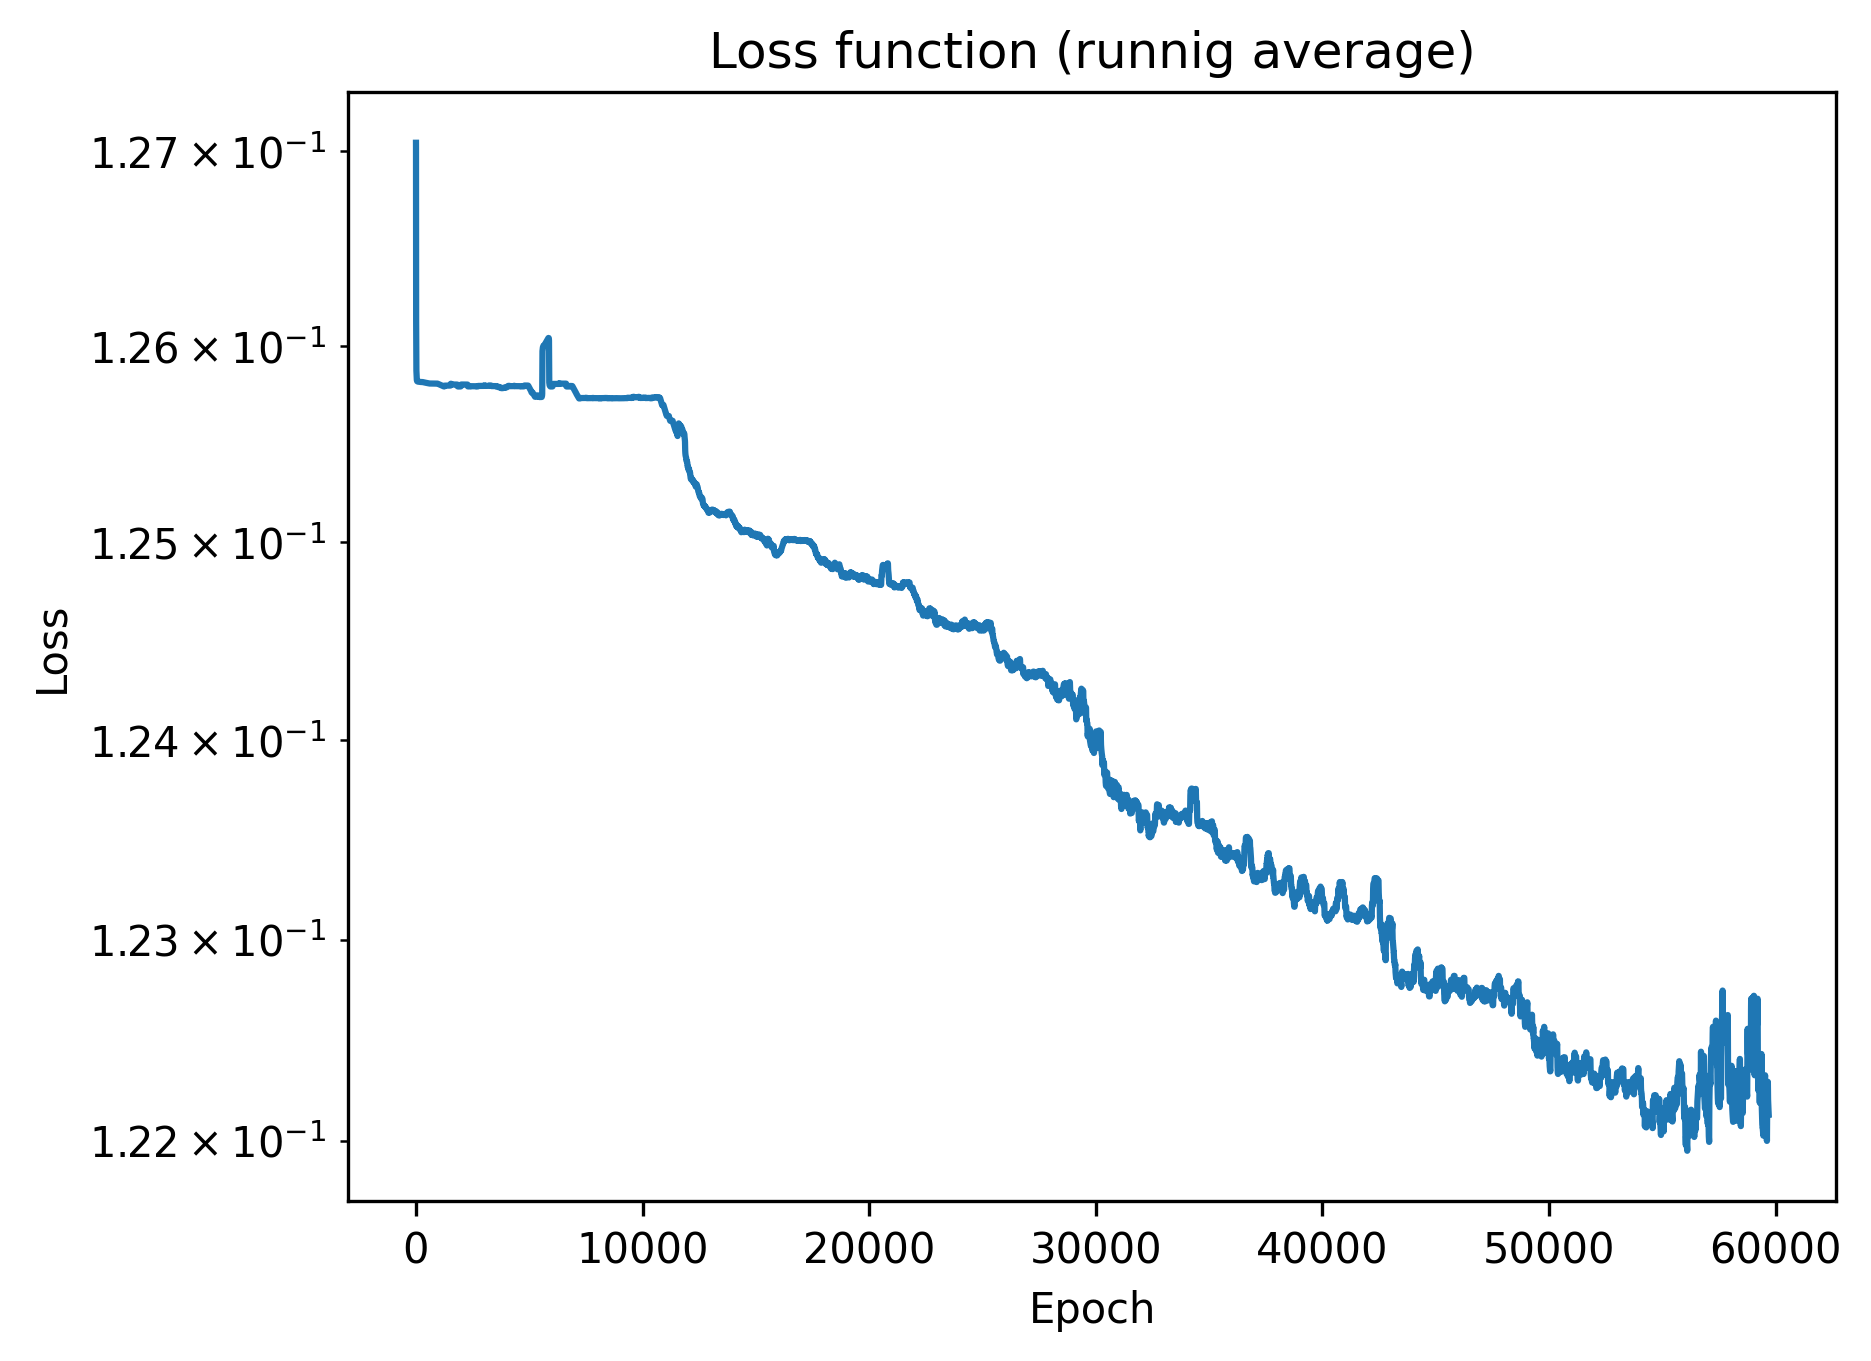 Loss function (runnig average)
Loss
1.27 × 10⁻¹
1.26 × 10⁻¹
1.25 × 10⁻¹
1.24 × 10⁻¹
1.23 × 10⁻¹
1.22 × 10⁻¹
0 10000 20000 30000 40000 50000 60000
Epoch